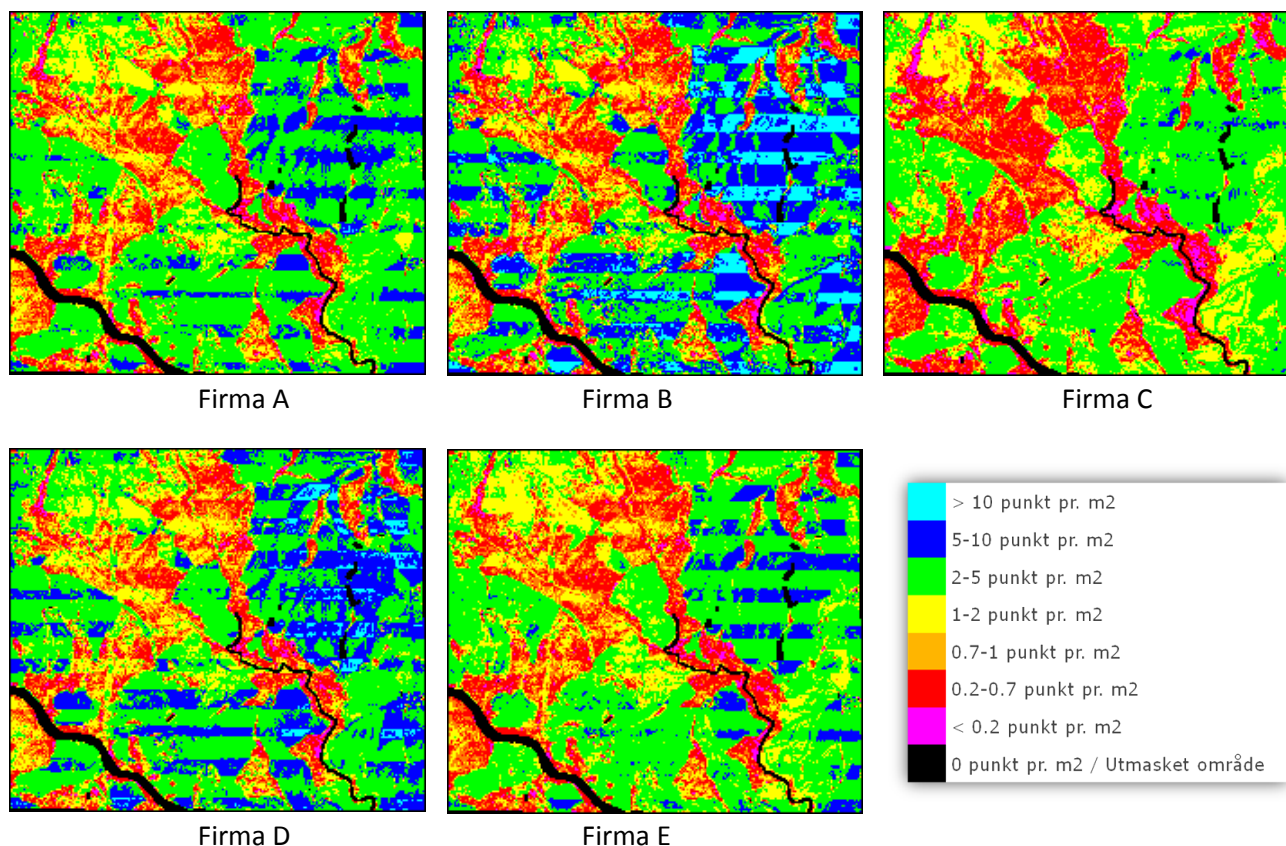 Firma A
Firma B
Firma C
Firma D
Firma E
> 10 punkt pr. m2
5-10 punkt pr. m2
2-5 punkt pr. m2
1-2 punkt pr. m2
0.7-1 punkt pr. m2
0.2-0.7 punkt pr. m2
< 0.2 punkt pr. m2
0 punkt pr. m2 / Utmasket område